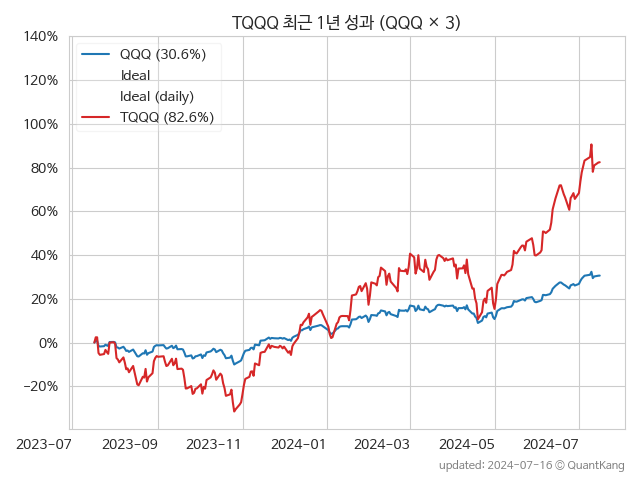 TQQQ 최근 1년 성과 (QQQ × 3)
140%
120%
100%
80%
60%
40%
20%
0%
−20%
QQQ (30.6%)
Ideal
Ideal (daily)
TQQQ (82.6%)
2023-07
2023-09
2023-11
2024-01
2024-03
2024-05
2024-07
updated: 2024-07-16 © QuantKang